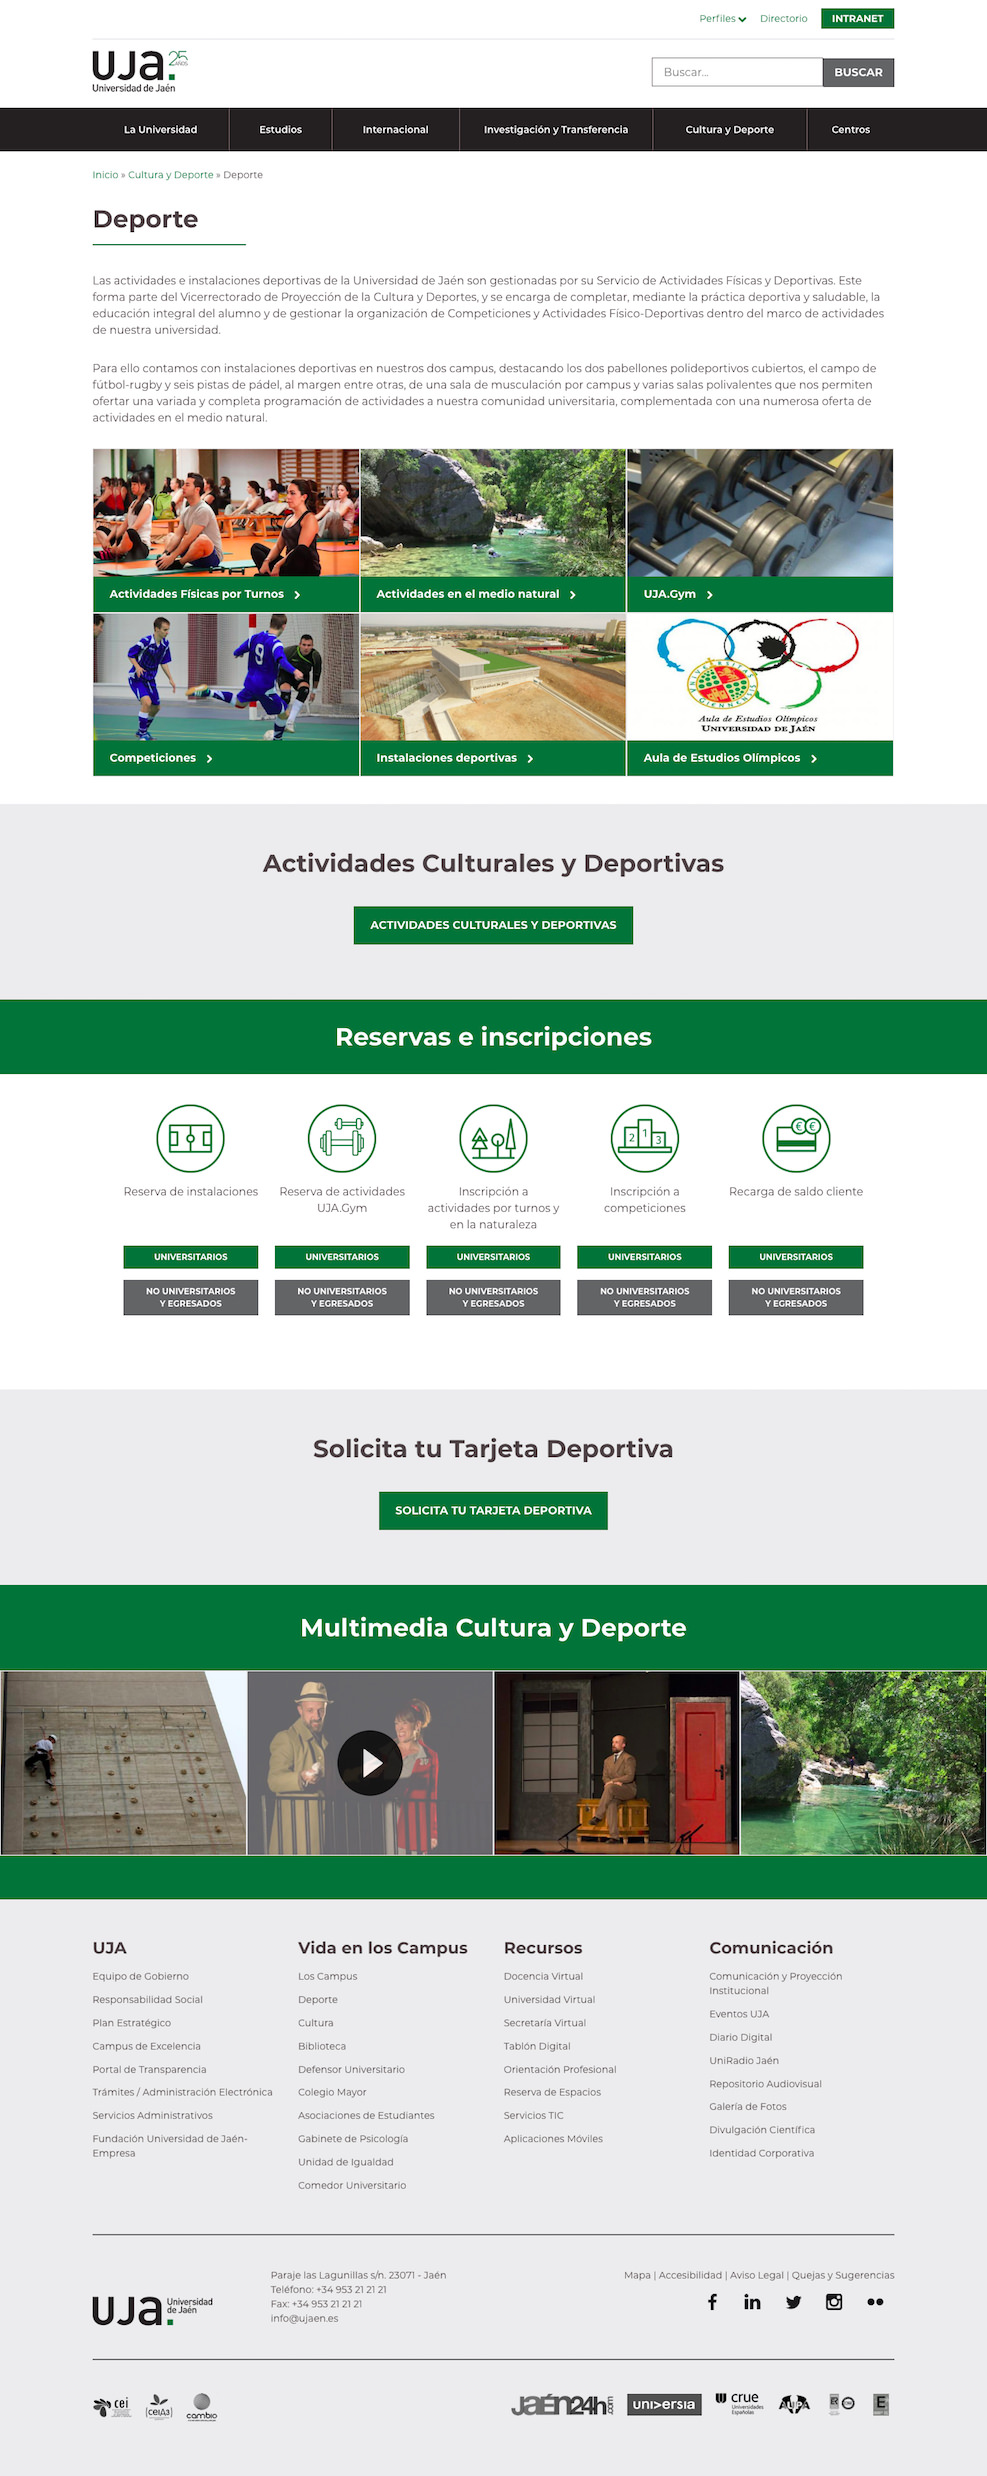 Perfiles Directorio INTRANET
uja. 25 AÑOS
Universidad de Jaén
Buscar... BUSCAR
La Universidad Estudios Internacional Investigación y Transferencia Cultura y Deporte Centros
Inicio » Cultura y Deporte » Deporte
Deporte
Las actividades e instalaciones deportivas de la Universidad de Jaén son gestionadas por su Servicio de Actividades Físicas y Deportivas. Este
forma parte del Vicerrectorado de Proyección de la Cultura y Deportes, y se encarga de completar, mediante la práctica deportiva y saludable, la
educación integral del alumno y de gestionar la organización de Competiciones y Actividades Físico-Deportivas dentro del marco de actividades
de nuestra universidad.
Para ello contamos con instalaciones deportivas en nuestros dos campus, destacando los dos pabellones polideportivos cubiertos, el campo de
fútbol-rugby y seis pistas de pádel, al margen entre otras, de una sala de musculación por campus y varias salas polivalentes que nos permiten
ofertar una variada y completa programación de actividades a nuestra comunidad universitaria, complementada con una numerosa oferta de
actividades en el medio natural.
Actividades Físicas por Turnos Actividades en el medio natural UJA.Gym
9
Aula de Estudios Olímpicos
UNIVERSIDAD DE JAÉN
Competiciones Instalaciones deportivas Aula de Estudios Olímpicos
Actividades Culturales y Deportivas
ACTIVIDADES CULTURALES Y DEPORTIVAS
Reservas e inscripciones
2 1 3 € €
Reserva de instalaciones
Reserva de actividades
UJA.Gym
Inscripción a
actividades por turnos y
en la naturaleza
Inscripción a
competiciones
Recarga de saldo cliente
UNIVERSITARIOS UNIVERSITARIOS UNIVERSITARIOS UNIVERSITARIOS UNIVERSITARIOS
NO UNIVERSITARIOS NO UNIVERSITARIOS NO UNIVERSITARIOS NO UNIVERSITARIOS NO UNIVERSITARIOS
Y EGRESADOS Y EGRESADOS Y EGRESADOS Y EGRESADOS Y EGRESADOS
Solicita tu Tarjeta Deportiva
SOLICITA TU TARJETA DEPORTIVA
Multimedia Cultura y Deporte
UJA
Equipo de Gobierno
Responsabilidad Social
Plan Estratégico
Campus de Excelencia
Portal de Transparencia
Trámites / Administración Electrónica
Servicios Administrativos
Fundación Universidad de Jaén-
Empresa
Vida en los Campus
Los Campus
Deporte
Cultura
Biblioteca
Defensor Universitario
Colegio Mayor
Asociaciones de Estudiantes
Gabinete de Psicología
Unidad de Igualdad
Comedor Universitario
Recursos
Docencia Virtual
Universidad Virtual
Secretaría Virtual
Tablón Digital
Orientación Profesional
Reserva de Espacios
Servicios TIC
Aplicaciones Móviles
Comunicación
Comunicación y Proyección
Institucional
Eventos UJA
Diario Digital
UniRadio Jaén
Repositorio Audiovisual
Galería de Fotos
Divulgación Científica
Identidad Corporativa
uja. Universidad
de Jaén
Paraje las Lagunillas s/n. 23071 - Jaén
Teléfono: +34 953 21 21 21
Fax: +34 953 21 21 21
info@ujaen.es
Mapa | Accesibilidad | Aviso Legal | Quejas y Sugerencias
cei
ceiA3
cambio
JaÉN24h.com
universia
crue
Universidades
Españolas
AUPA
E